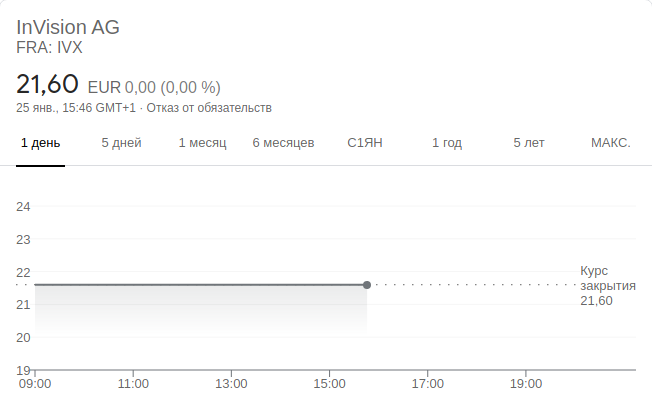 InVision AG
FRA: IVX
21,60 EUR 0,00 (0,00 %)
25 янв., 15:46 GMT+1 · Отказ от обязательств
1 день 5 дней 1 месяц 6 месяцев С1ЯН 1 год 5 лет МАКС.
24
23
22
21
20
19
Курс
закрытия
21,60
09:00 11:00 13:00 15:00 17:00 19:00